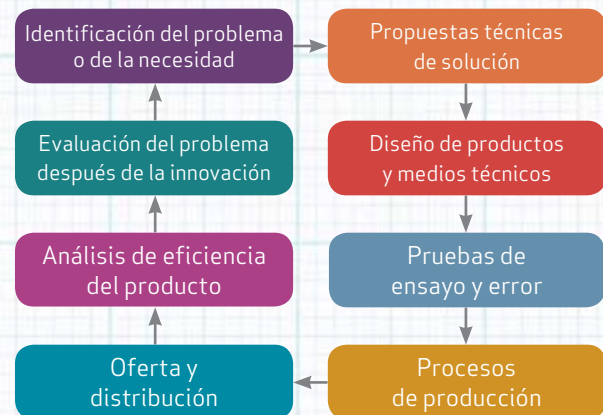 Identificación del problema
o de la necesidad
Propuestas técnicas
de solución
Diseño de productos
y medios técnicos
Pruebas de
ensayo y error
Procesos
de producción
Oferta y
distribución
Análisis de eficiencia
del producto
Evaluación del problema
después de la innovación